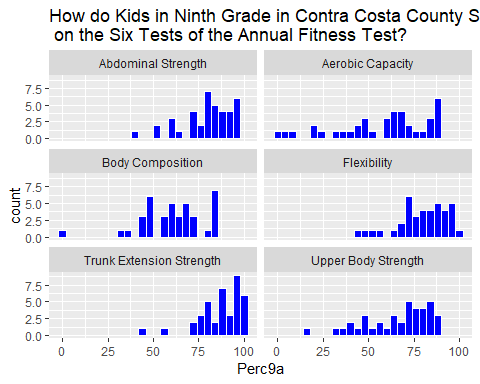 How do Kids in Ninth Grade in Contra Costa County S
on the Six Tests of the Annual Fitness Test?
Abdominal Strength
Aerobic Capacity
7.5
5.0
2.5
0.0
Body Composition
Flexibility
7.5
5.0
2.5
0.0
count
Trunk Extension Strength
Upper Body Strength
7.5
5.0
2.5
0.0
0 25 50 75 100 0 25 50 75 100
Perc9a